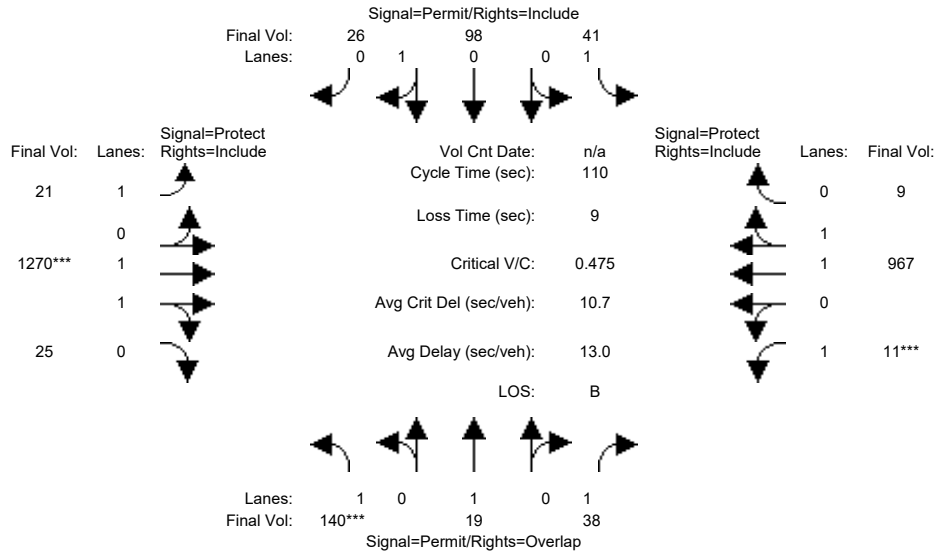 Signal=Permit/Rights=Include
Final Vol: 26 98 41
Lanes: 0 1 0 0 1
Signal=Protect Signal=Protect
Final Vol: Lanes: Rights=Include Vol Cnt Date: n/a Rights=Include Lanes: Final Vol:
Cycle Time (sec): 110
21 1 0 9
Loss Time (sec): 9
0 1
1270*** 1 Critical V/C: 0.475 1 967
1 Avg Crit Del (sec/veh): 10.7 0
25 0 Avg Delay (sec/veh): 13.0 1 11***
LOS: B
Lanes: 1 0 1 0 1
Final Vol: 140*** 19 38
Signal=Permit/Rights=Overlap